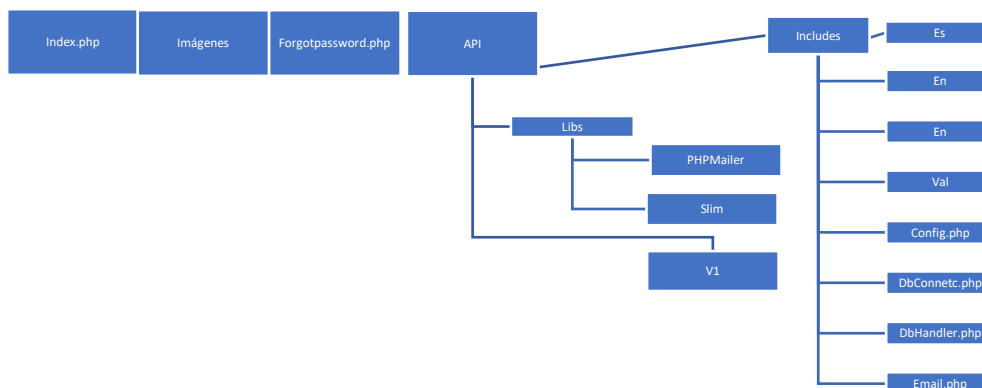 Index.php
Imágenes
Forgotpassword.php
API
Includes
Es
En
En
Val
Config.php
DbConnetc.php
DbHandler.php
Email.php
Libs
PHPMailer
Slim
V1